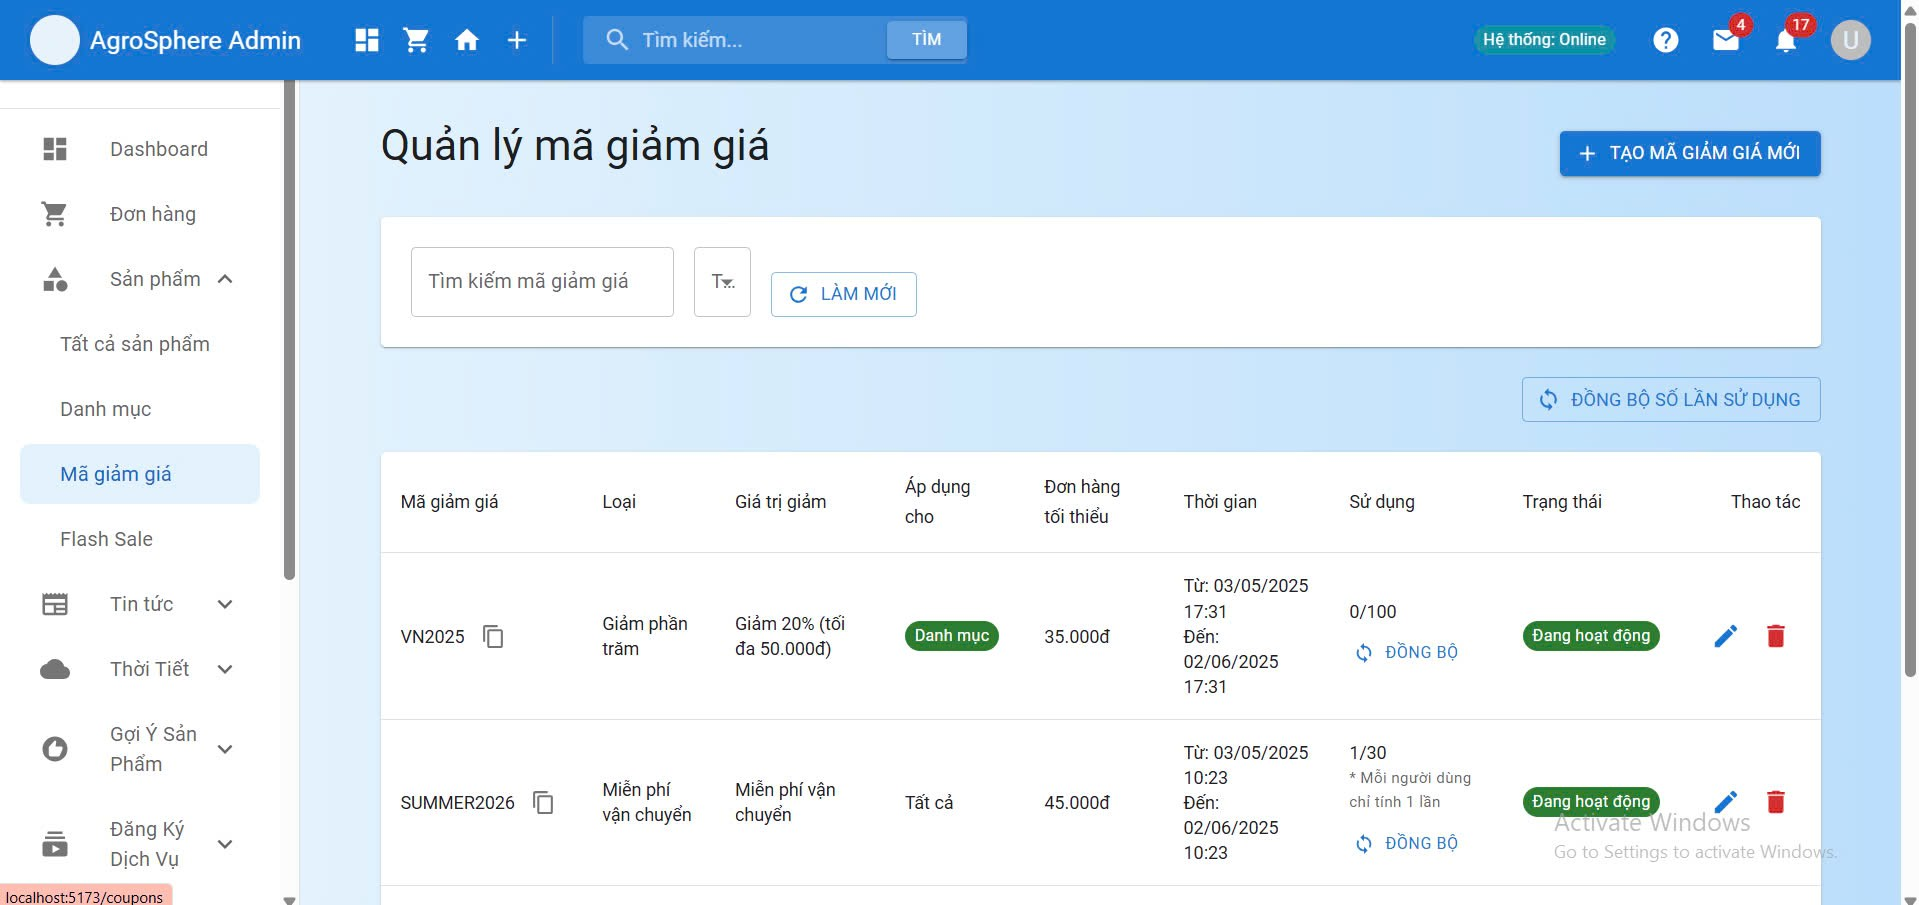 AgroSphere Admin
Tìm kiếm...
TÌM
Hệ thống: Online
4
17
U
Dashboard
Đơn hàng
Sản phẩm
Tất cả sản phẩm
Danh mục
Mã giảm giá
Flash Sale
Tin tức
Thời Tiết
Gợi Ý Sản
Phẩm
Đăng Ký
Dịch Vụ
localhost:5173/coupons
Quản lý mã giảm giá
TẠO MÃ GIẢM GIÁ MỚI
Tìm kiếm mã giảm giá
T...
LÀM MỚI
ĐỒNG BỘ SỐ LẦN SỬ DỤNG
Mã giảm giá
Loại
Giá trị giảm
Áp dụng
cho
Đơn hàng
tối thiểu
Thời gian
Sử dụng
Trạng thái
Thao tác
VN2025
Giảm phần
trăm
Giảm 20% (tối
đa 50.000đ)
Danh mục
35.000đ
Từ: 03/05/2025
17:31
Đến:
02/06/2025
17:31
0/100
ĐỒNG BỘ
Đang hoạt động
SUMMER2026
Miễn phí
vận chuyển
Miễn phí vận
chuyển
Tất cả
45.000đ
Từ: 03/05/2025
10:23
Đến:
02/06/2025
10:23
1/30
* Mỗi người dùng
chỉ tính 1 lần
ĐỒNG BỘ
Đang hoạt động
Activate Windows
Go to Settings to activate Windows.